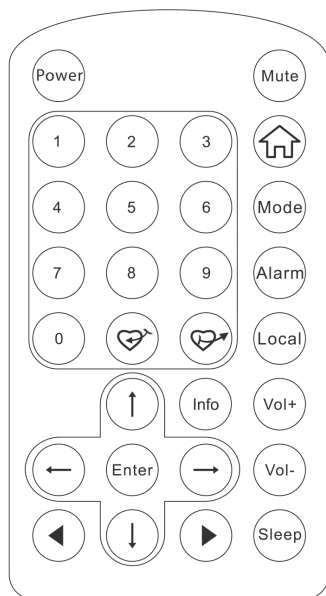 Power Mute
1 2 3
4 5 6 Mode
7 8 9 Alarm
0 Local
Info Vol+
Enter Vol-
Sleep